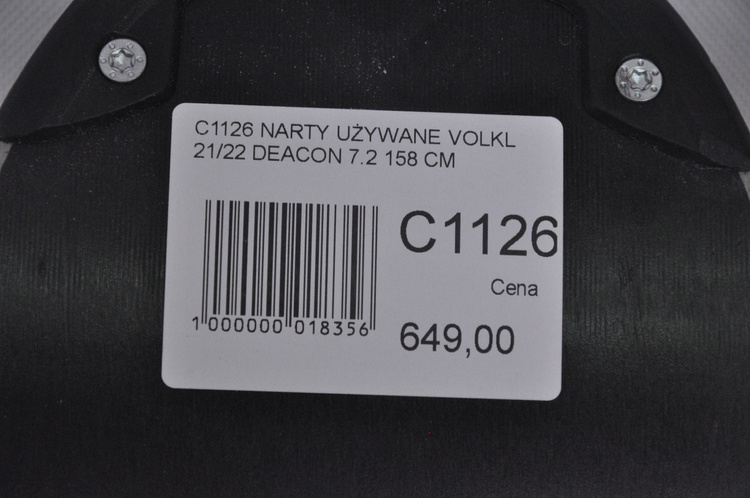 C1126 NARTY UŻYWANE VOLKL
21/22 DEACON 7.2 158 CM
C1126
Cena
649,00
1 000000 018356